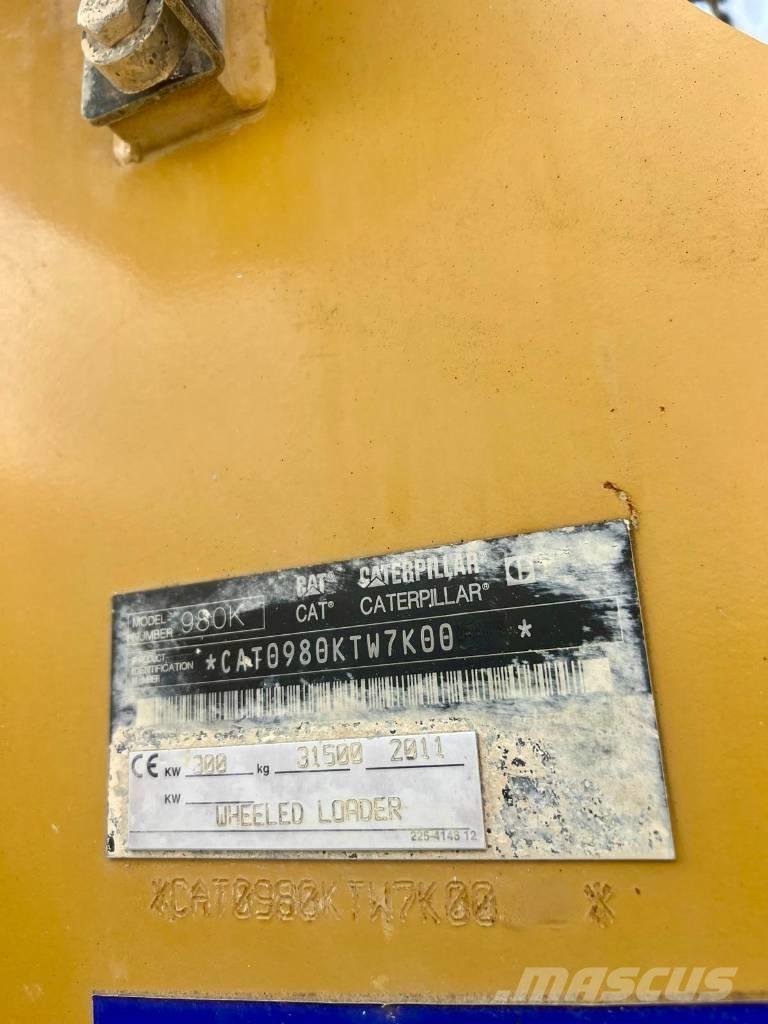 CAT® CATERPILLAR®
MODEL NUMBER 980K CAT® CATERPILLAR®
PRODUCT IDENTIFICATION NUMBER *CAT0980KTW7K00 *
CE KW 300 kg 31500 2011
KW
WHEELED LOADER
225-4148 12
*CAT0980KTW7K00 *
MASCUS